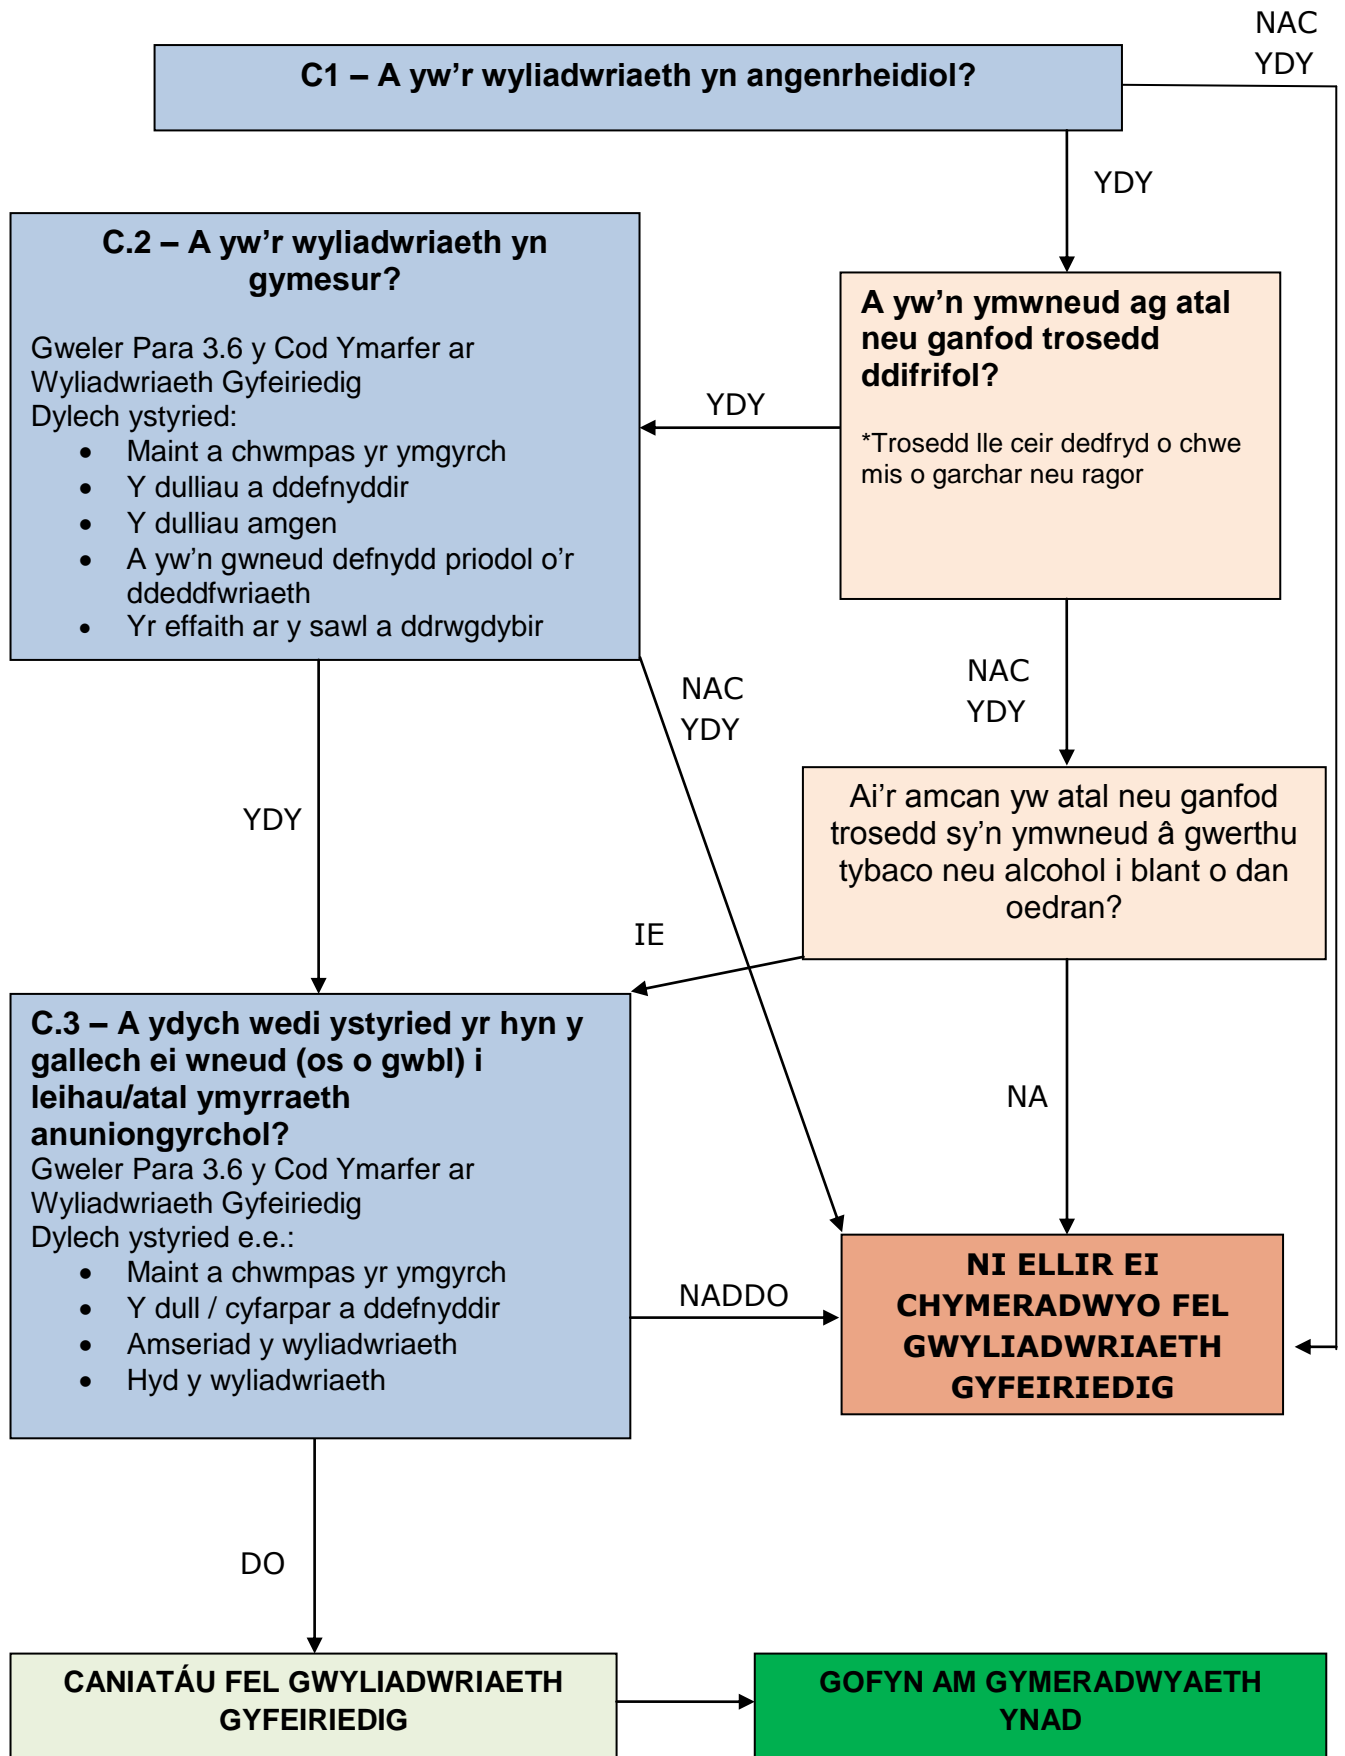 NAC
YDY
C1 – A yw'r wyliadwriaeth yn angenrheidiol?
YDY
C.2 – A yw’r wyliadwriaeth yn
gymesur?
Gweler Para 3.6 y Cod Ymarfer ar
Wyliadwriaeth Gyfeiriedig
Dylech ystyried:
• Maint a chwmpas yr ymgyrch
• Y dulliau a ddefnyddir
• Y dulliau amgen
• A yw’n gwneud defnydd priodol o’r
ddeddfwriaeth
• Yr effaith ar y sawl a ddrwgdybir
YDY
A yw’n ymwneud ag atal
neu ganfod trosedd
ddifrifol?
*Trosedd lle ceir dedfryd o chwe
mis o garchar neu ragor
NAC
YDY
NAC
YDY
YDY
Ai’r amcan yw atal neu ganfod
trosedd sy’n ymwneud â gwerthu
tybaco neu alcohol i blant o dan
oedran?
IE
NA
C.3 – A ydych wedi ystyried yr hyn y
gallech ei wneud (os o gwbl) i
leihau/atal ymyrraeth
anuniongyrchol?
Gweler Para 3.6 y Cod Ymarfer ar
Wyliadwriaeth Gyfeiriedig
Dylech ystyried e.e.:
• Maint a chwmpas yr ymgyrch
• Y dull / cyfarpar a ddefnyddir
• Amseriad y wyliadwriaeth
• Hyd y wyliadwriaeth
NADDO
NI ELLIR EI
CHYMERADWYO FEL
GWYLIADWRIAETH
GYFEIRIEDIG
DO
CANIATÁU FEL GWYLIADWRIAETH
GYFEIRIEDIG
GOFYN AM GYMERADWYAETH
YNAD